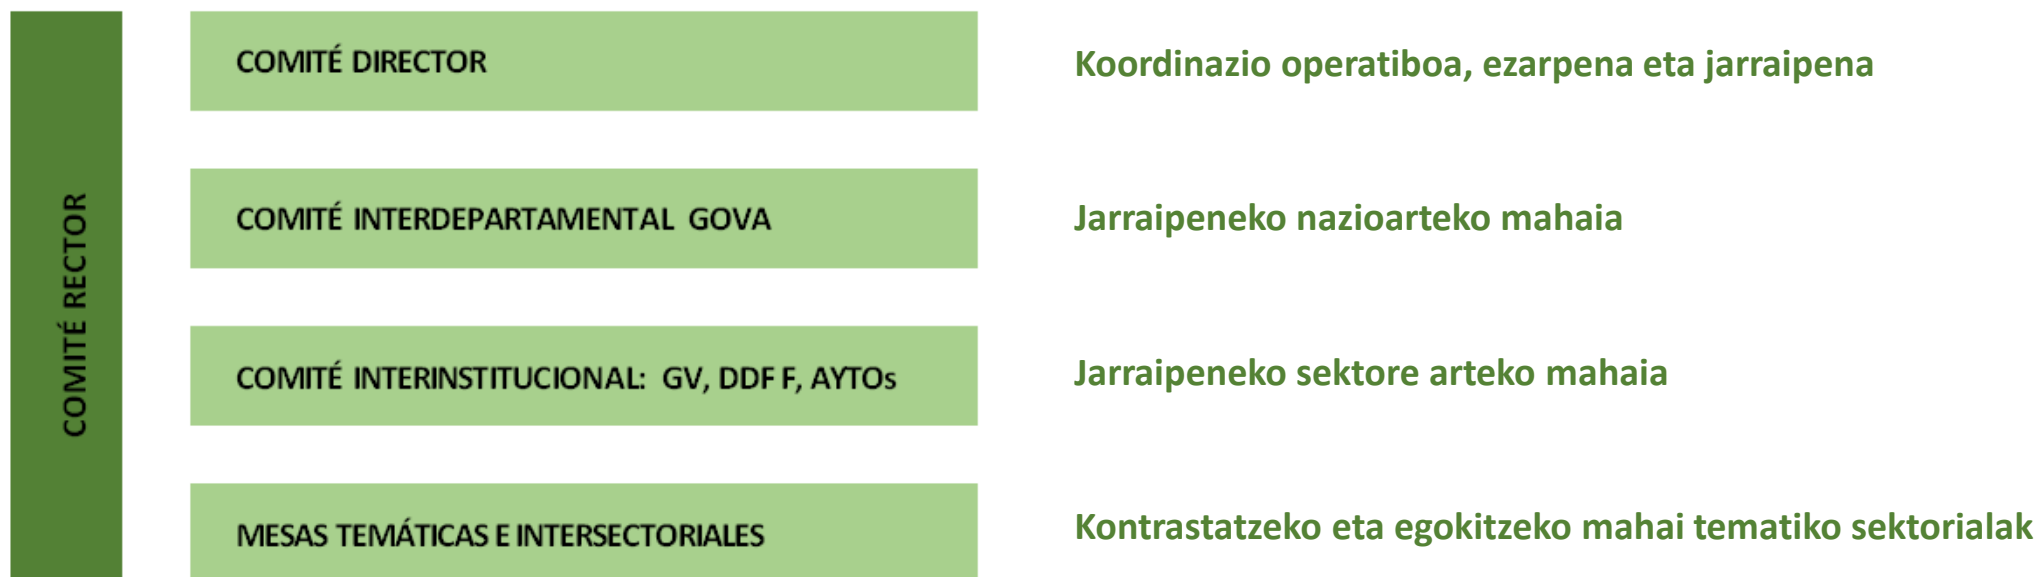 COMITÉ RECTOR
COMITÉ DIRECTOR
Koordinazio operatiboa, ezarpena eta jarraipena
COMITÉ INTERDEPARTAMENTAL GOVA
Jarraipeneko nazioarteko mahaia
COMITÉ INTERINSTITUCIONAL: GV, DDF F, AYTOs
Jarraipeneko sektore arteko mahaia
MESAS TEMÁTICAS E INTERSECTORIALES
Kontrastatzeko eta egokitzeko mahai tematiko sektorialak